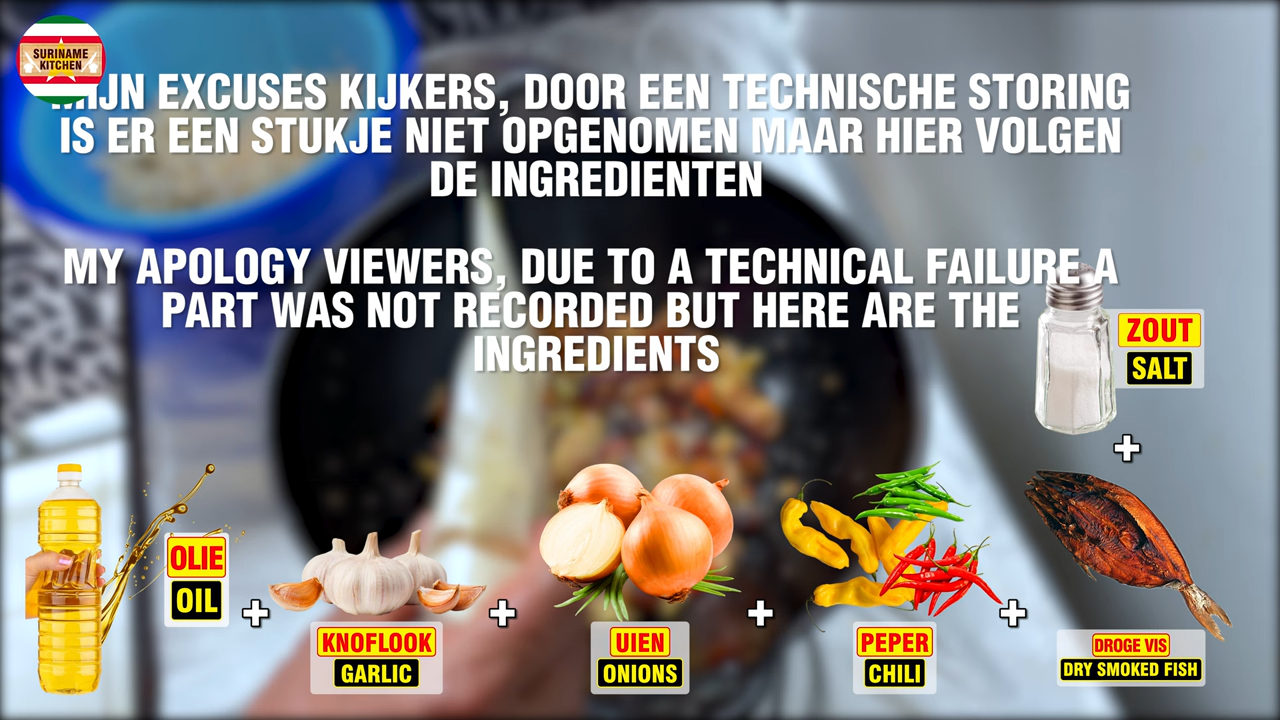 SURINAME
KITCHEN
MIJN EXCUSES KIJKERS, DOOR EEN TECHNISCHE STORING
IS ER EEN STUKJE NIET OPGENOMEN MAAR HIER VOLGEN
DE INGREDIENTEN
MY APOLOGY VIEWERS, DUE TO A TECHNICAL FAILURE A
PART WAS NOT RECORDED BUT HERE ARE THE
INGREDIENTS
ZOUT
SALT
+
OLIE
OIL
+
KNOFLOOK
GARLIC
+
UIEN
ONIONS
+
PEPER
CHILI
+
DROGE VIS
DRY SMOKED FISH